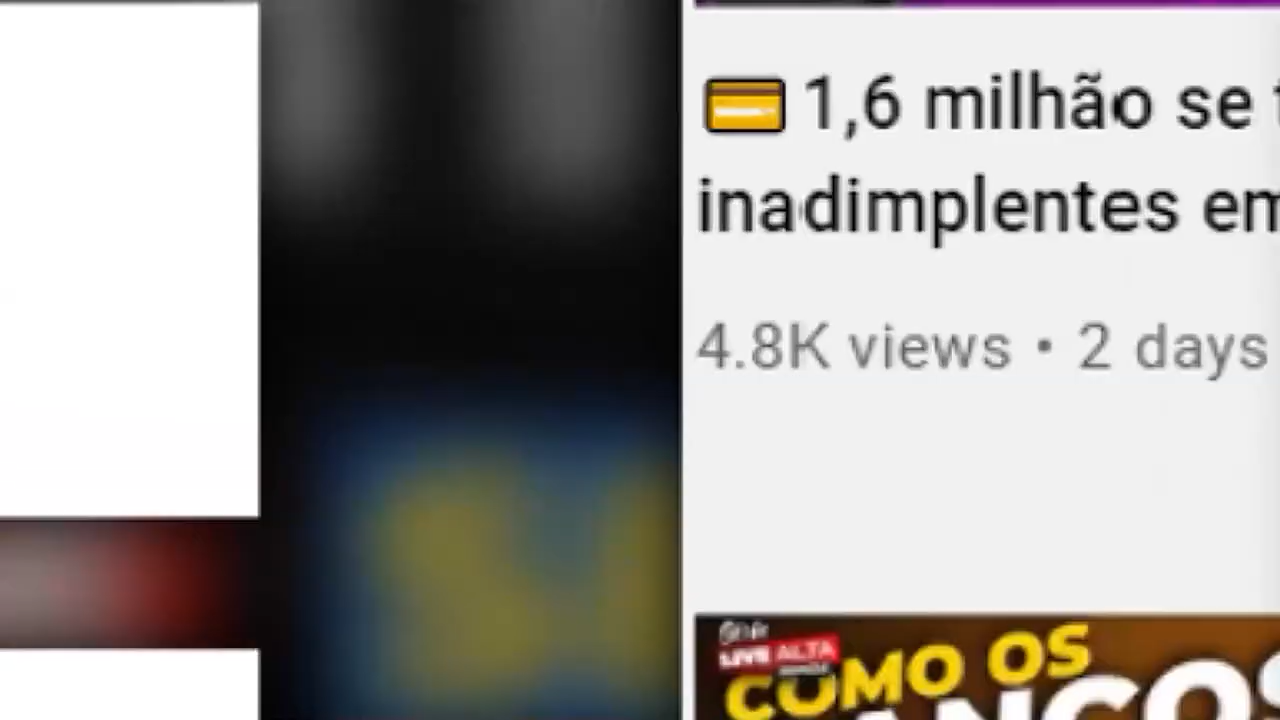 1,6 milhão se
inadimplentes em
4.8K views • 2 days
LIVE ALTA
COMO OS